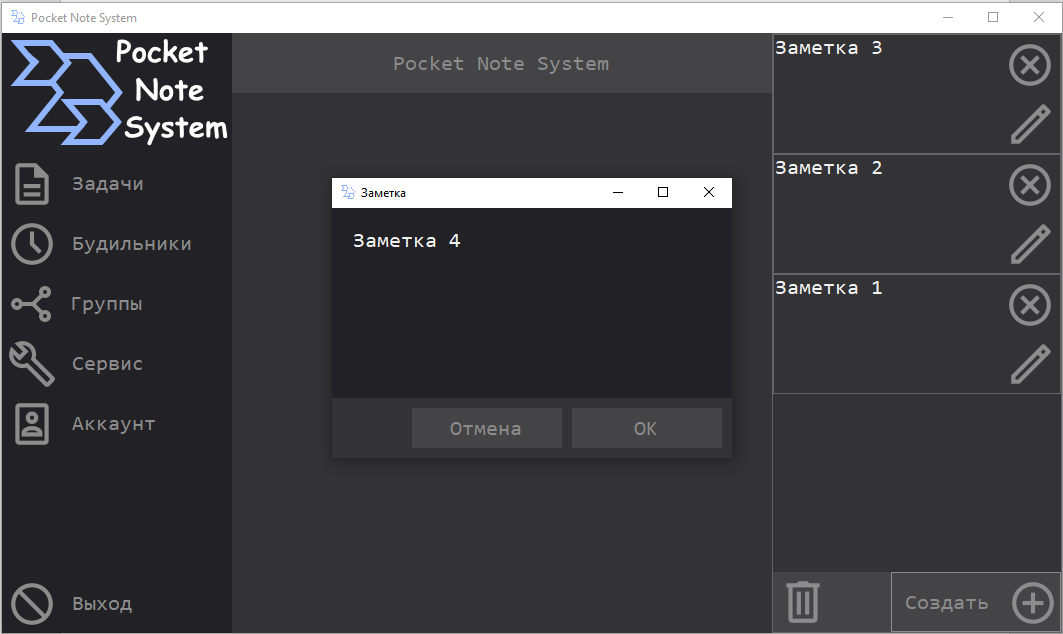 Pocket Note System
Pocket
Note
System
Задачи
Будильники
Группы
Сервис
Аккаунт
Выход
Pocket Note System
Заметка
Заметка 4
Отмена
OK
Заметка 3
Заметка 2
Заметка 1
Создать